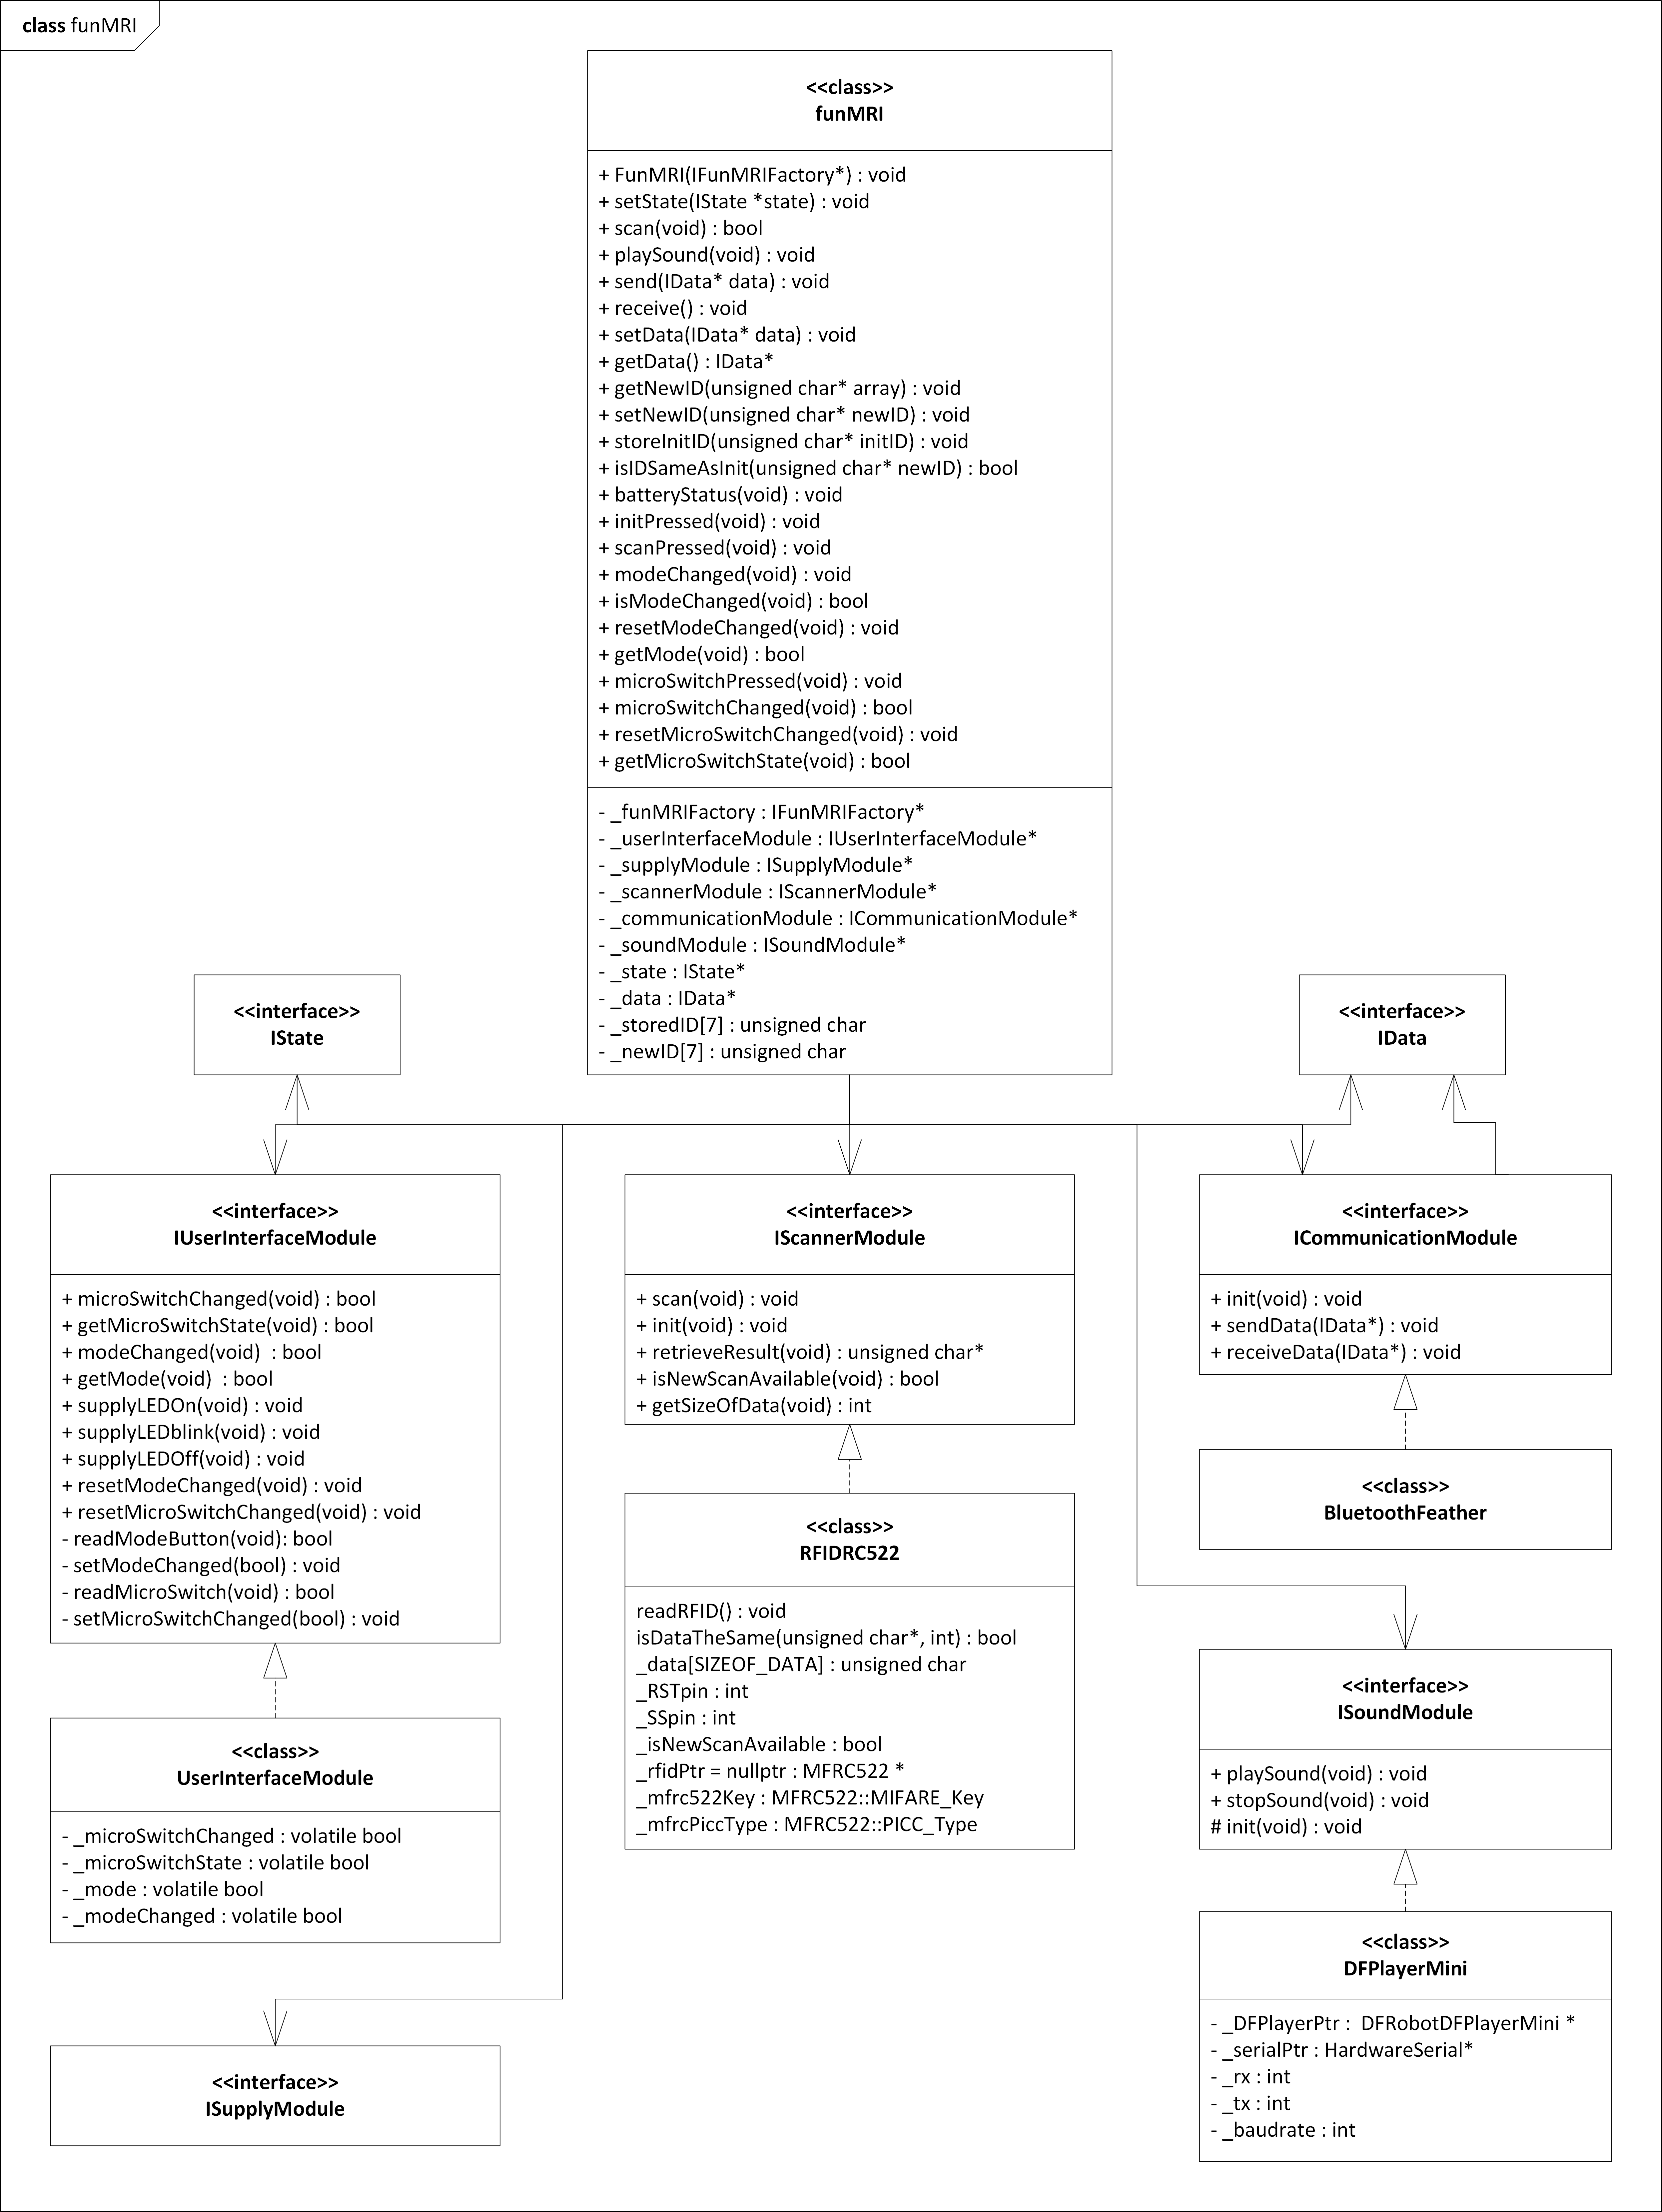 class funMRI
<<class>>
funMRI
+ FunMRI(IFunMRIFactory*) : void
+ setState(IState *state) : void
+ scan(void) : bool
+ playSound(void) : void
+ send(IData* data) : void
+ receive() : void
+ setData(IData* data) : void
+ getData() : IData*
+ getNewID(unsigned char* array) : void
+ setNewID(unsigned char* newID) : void
+ storeInitID(unsigned char* initID) : void
+ isIDSameAsInit(unsigned char* newID) : bool
+ batteryStatus(void) : void
+ initPressed(void) : void
+ scanPressed(void) : void
+ modeChanged(void) : void
+ isModeChanged(void) : bool
+ resetModeChanged(void) : void
+ getMode(void) : bool
+ microSwitchPressed(void) : void
+ microSwitchChanged(void) : bool
+ resetMicroSwitchChanged(void) : void
+ getMicroSwitchState(void) : bool
- _funMRIFactory : IFunMRIFactory*
- _userInterfaceModule : IUserInterfaceModule*
- _supplyModule : ISupplyModule*
- _scannerModule : IScannerModule*
- _communicationModule : ICommunicationModule*
- _soundModule : ISoundModule*
- _state : IState*
- _data : IData*
- _storedID[7] : unsigned char
- _newID[7] : unsigned char
<<interface>>
IState
<<interface>>
IData
<<interface>>
IUserInterfaceModule
+ microSwitchChanged(void) : bool
+ getMicroSwitchState(void) : bool
+ modeChanged(void)  : bool
+ getMode(void)  : bool
+ supplyLEDOn(void) : void
+ supplyLEDblink(void) : void
+ supplyLEDOff(void) : void
+ resetModeChanged(void) : void
+ resetMicroSwitchChanged(void) : void
- readModeButton(void): bool
- setModeChanged(bool) : void
- readMicroSwitch(void) : bool
- setMicroSwitchChanged(bool) : void
<<interface>>
IScannerModule
+ scan(void) : void
+ init(void) : void
+ retrieveResult(void) : unsigned char*
+ isNewScanAvailable(void) : bool
+ getSizeOfData(void) : int
<<interface>>
ICommunicationModule
+ init(void) : void
+ sendData(IData*) : void
+ receiveData(IData*) : void
<<class>>
BluetoothFeather
<<class>>
RFIDRC522
readRFID() : void
isDataTheSame(unsigned char*, int) : bool
_data[SIZEOF_DATA] : unsigned char
_RSTpin : int
_SSpin : int
_isNewScanAvailable : bool
_rfidPtr = nullptr : MFRC522 *
_mfrc522Key : MFRC522::MIFARE_Key
_mfrcPiccType : MFRC522::PICC_Type
<<interface>>
ISoundModule
+ playSound(void) : void
+ stopSound(void) : void
# init(void) : void
<<class>>
UserInterfaceModule
- _microSwitchChanged : volatile bool
- _microSwitchState : volatile bool
- _mode : volatile bool
- _modeChanged : volatile bool
<<class>>
DFPlayerMini
- _DFPlayerPtr :  DFRobotDFPlayerMini *
- _serialPtr : HardwareSerial*
- _rx : int
- _tx : int
- _baudrate : int
<<interface>>
ISupplyModule